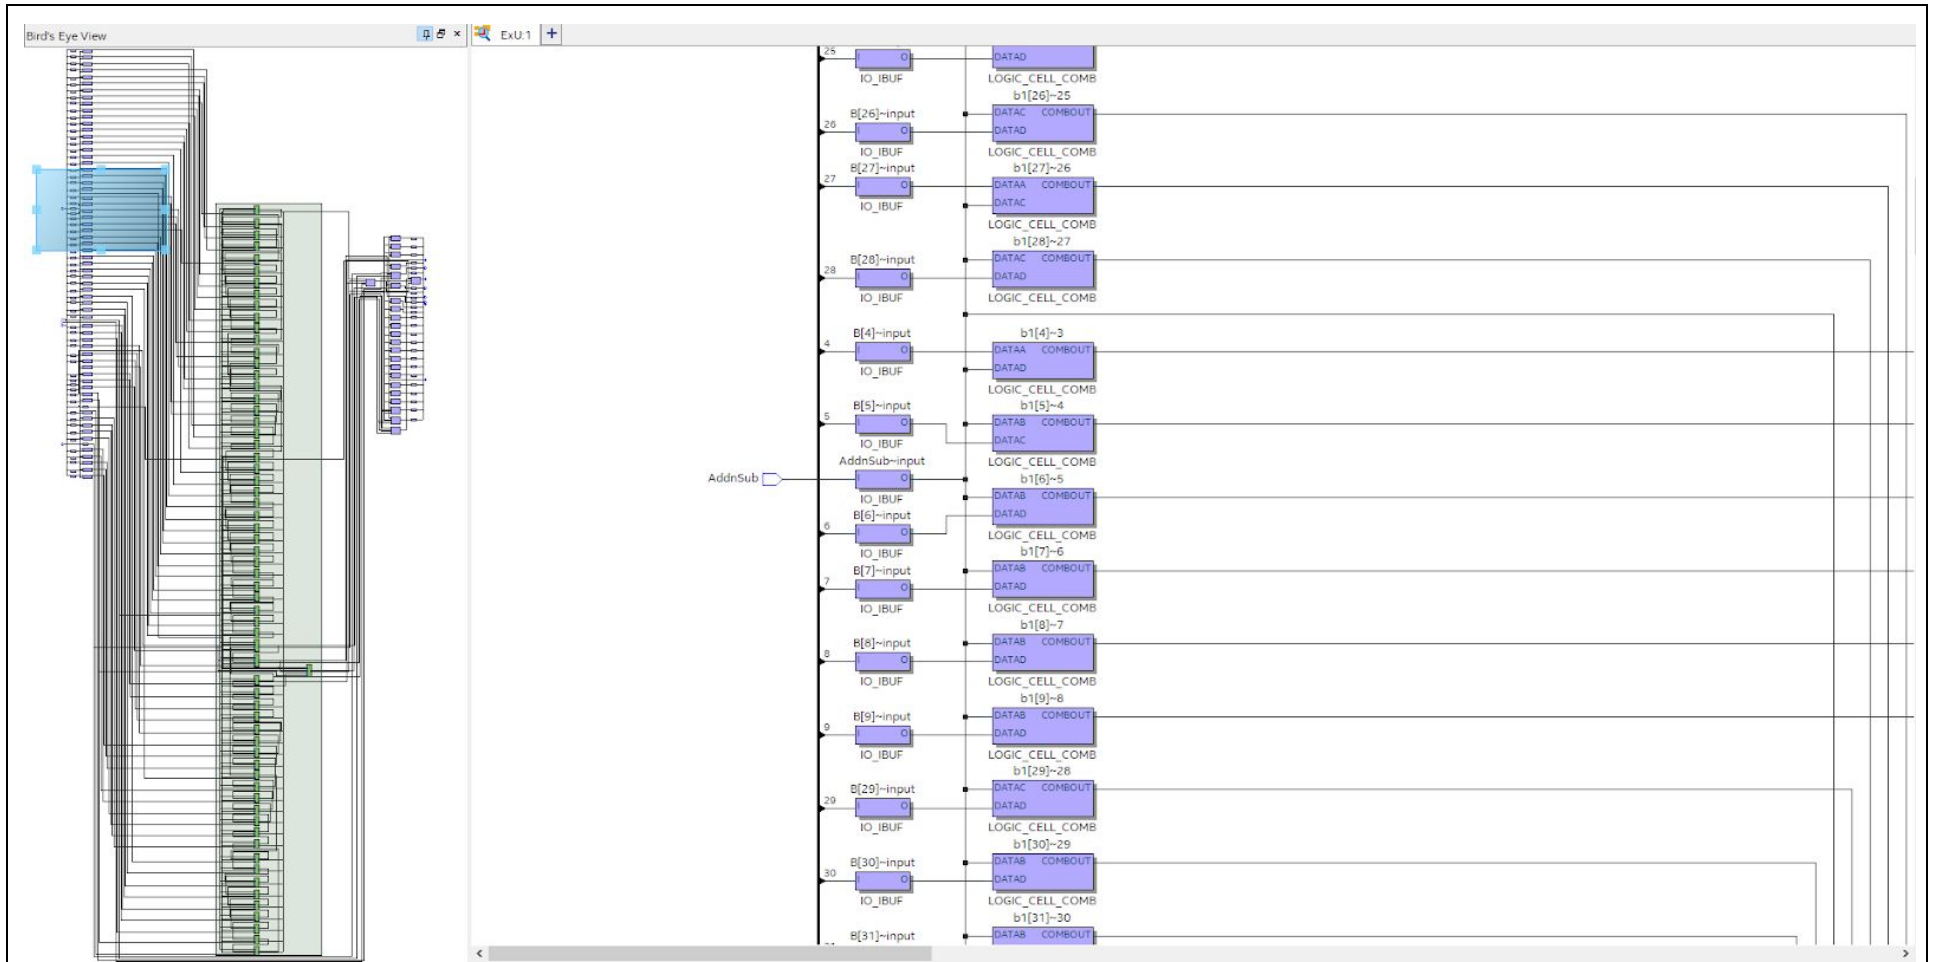 Bird's Eye View
ExU:1
25
I O
DATAD
IO_IBUF
LOGIC_CELL_COMB
b1[26]~25
B[26]~input
DATAC COMBOUT
26
I O
DATAD
IO_IBUF
LOGIC_CELL_COMB
B[27]~input
b1[27]~26
27
I O
DATAA COMBOUT
DATAC
IO_IBUF
LOGIC_CELL_COMB
b1[28]~27
B[28]~input
DATAC COMBOUT
28
I O
DATAD
IO_IBUF
LOGIC_CELL_COMB
B[4]~input
b1[4]~3
4
I O
DATAA COMBOUT
DATAD
IO_IBUF
LOGIC_CELL_COMB
B[5]~input
b1[5]~4
5
I O
DATAB COMBOUT
DATAC
IO_IBUF
LOGIC_CELL_COMB
AddnSub~input
AddnSub
I O
b1[6]~5
IO_IBUF
DATAB COMBOUT
B[6]~input
DATAD
6
I O
LOGIC_CELL_COMB
IO_IBUF
b1[7]~6
B[7]~input
DATAB COMBOUT
7
I O
DATAD
IO_IBUF
LOGIC_CELL_COMB
b1[8]~7
B[8]~input
DATAB COMBOUT
8
I O
DATAD
IO_IBUF
LOGIC_CELL_COMB
b1[9]~8
B[9]~input
DATAB COMBOUT
9
I O
DATAD
IO_IBUF
LOGIC_CELL_COMB
b1[29]~28
B[29]~input
DATAC COMBOUT
29
I O
DATAD
IO_IBUF
LOGIC_CELL_COMB
b1[30]~29
B[30]~input
DATAB COMBOUT
30
I O
DATAD
IO_IBUF
LOGIC_CELL_COMB
b1[31]~30
B[31]~input
DATAB COMBOUT